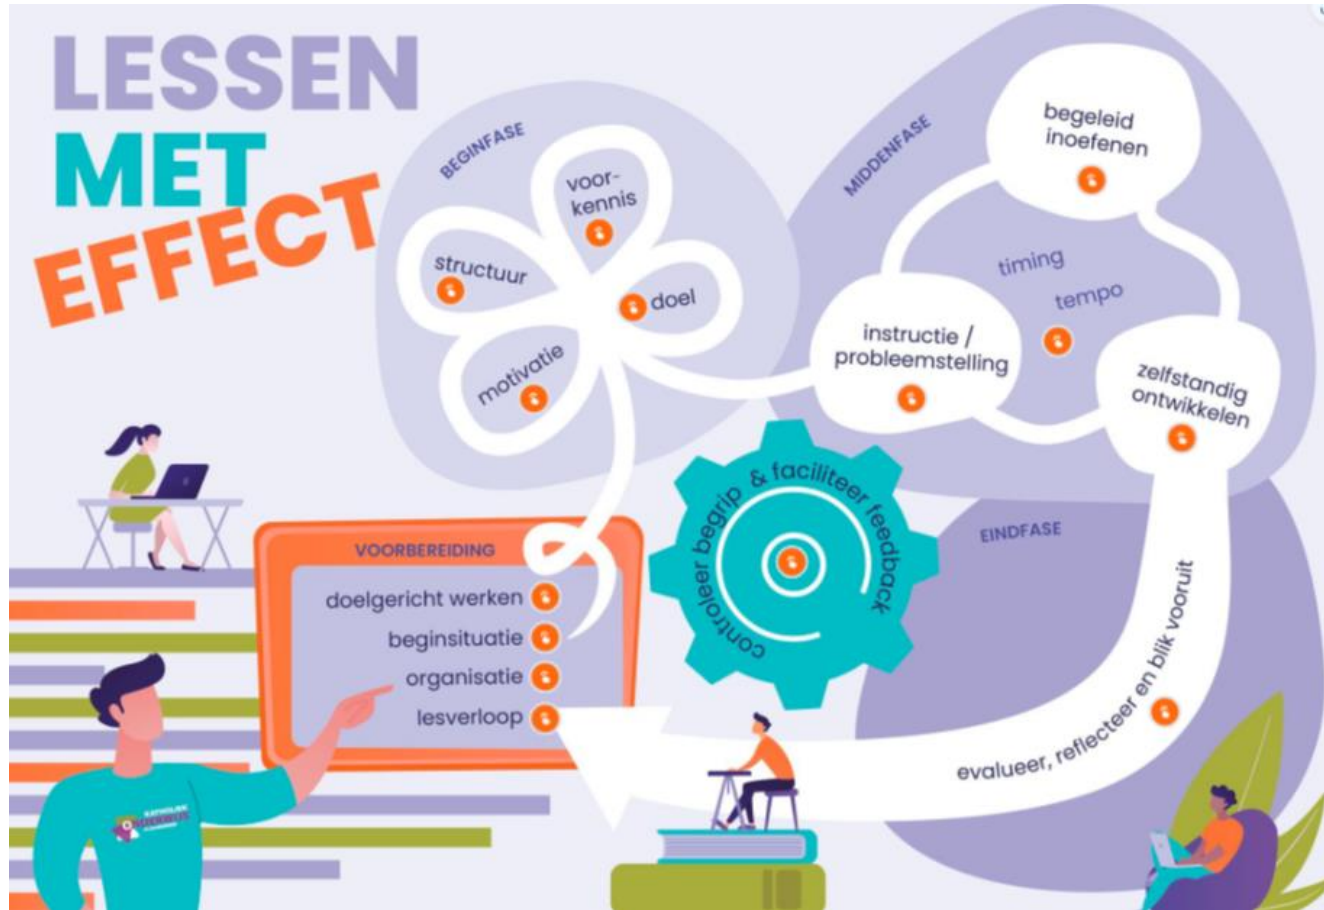 LESSEN
MET
EFFECT
BEGINFASE
voor-
kennis
structuur
doel
motivatie
MIDDENFASE
begeleid
inoefenen
timing
tempo
instructie /
probleemstelling
zelfstandig
ontwikkelen
controleer begrip & faciliteer feedback
VOORBEREIDING
doelgericht werken
beginsituatie
organisatie
lesverloop
EINDFASE
evalueer, reflecteer en blik vooruit
KATHOLIEK
ONDERWIJS